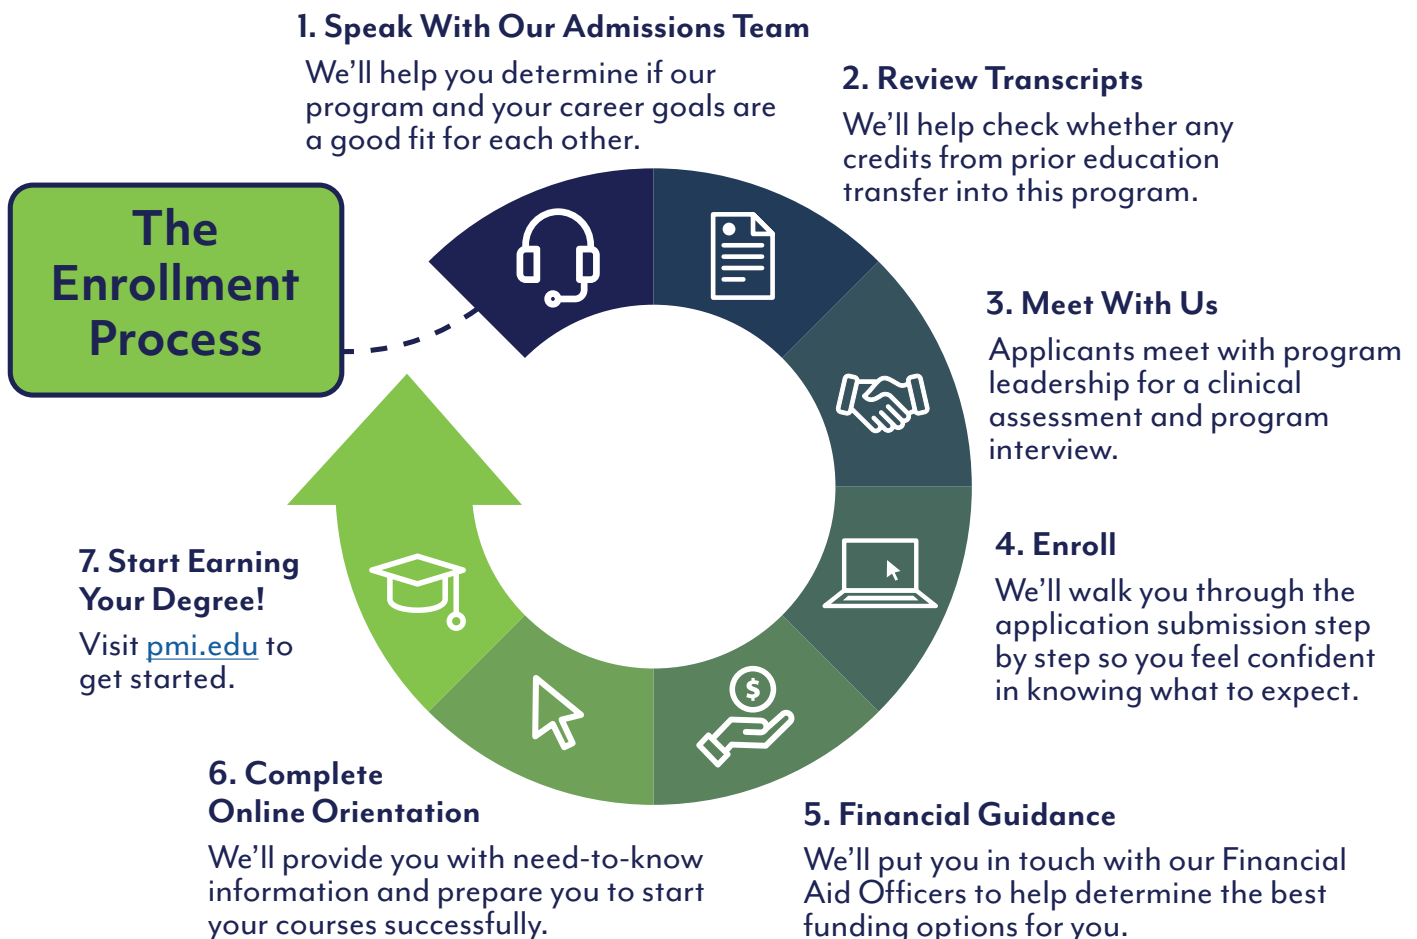 The
Enrollment
Process
1. Speak With Our Admissions Team
We’ll help you determine if our
program and your career goals are
a good fit for each other.
2. Review Transcripts
We’ll help check whether any
credits from prior education
transfer into this program.
3. Meet With Us
Applicants meet with program
leadership for a clinical
assessment and program
interview.
4. Enroll
We’ll walk you through the
application submission step
by step so you feel confident
in knowing what to expect.
$
5. Financial Guidance
We’ll put you in touch with our Financial
Aid Officers to help determine the best
funding options for you.
6. Complete
Online Orientation
We’ll provide you with need-to-know
information and prepare you to start
your courses successfully.
7. Start Earning
Your Degree!
Visit pmi.edu to
get started.